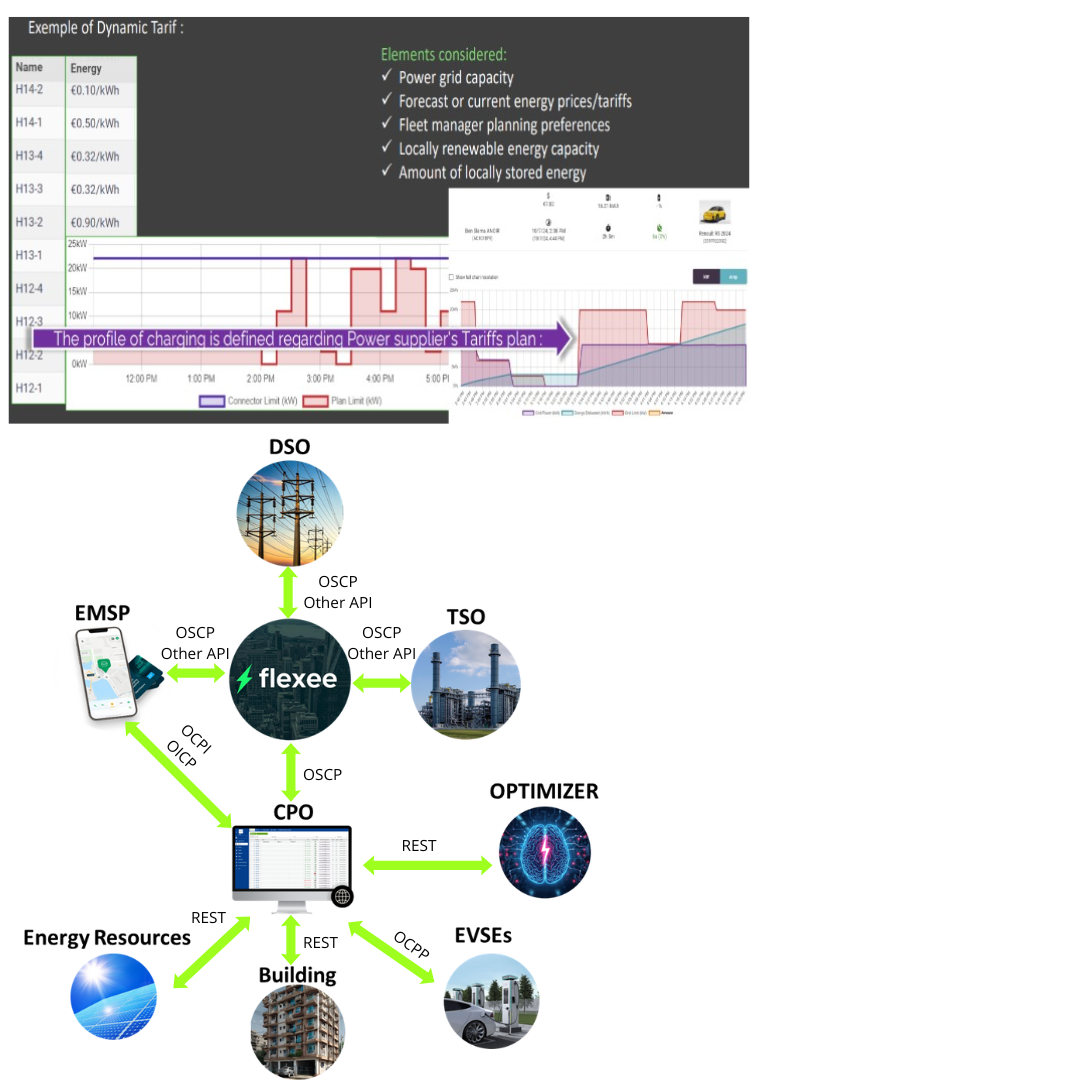 Exemple of Dynamic Tarif :
Name Energy
H14-2 €0.10/kWh
H14-1 €0.50/kWh
H13-4 €0.32/kWh
H13-3 €0.32/kWh
H13-2 €0.90/kWh
H13-1
H12-4
H12-3
H12-2
H12-1
Elements considered:
✓ Power grid capacity
✓ Forecast or current energy prices/tariffs
✓ Fleet manager planning preferences
✓ Locally renewable energy capacity
✓ Amount of locally stored energy
25kW
20kW
15kW
10kW
0kW
The profile of charging is defined regarding Power supplier's Tariffs plan :
12:00 PM 1:00 PM 2:00 PM 3:00 PM 4:00 PM 5:00 P
Connector Limit (kW) Plan Limit (kW)
Show full chart resolution
DSO
OSCP
Other API
EMSP
OSCP
Other API
flexee
OSCP
Other API
TSO
OCPI
OICP
OSCP
CPO
OPTIMIZER
REST
REST
Energy Resources
REST
Building
OCPP
EVSEs